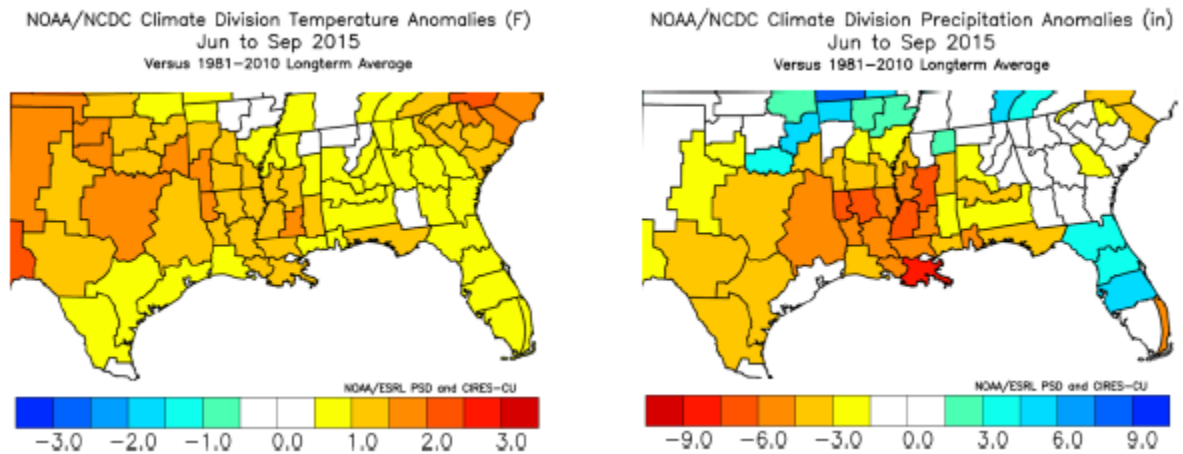 NOAA/NCDC Climate Division Temperature Anomalies (F)
Jun to Sep 2015
Versus 1981–2010 Longterm Average
NOAA/ESRL PSD and CIRES–CU
−3.0 −2.0 −1.0 0.0 1.0 2.0 3.0
NOAA/NCDC Climate Division Precipitation Anomalies (in)
Jun to Sep 2015
Versus 1981–2010 Longterm Average
NOAA/ESRL PSD and CIRES–CU
−9.0 −6.0 −3.0 0.0 3.0 6.0 9.0